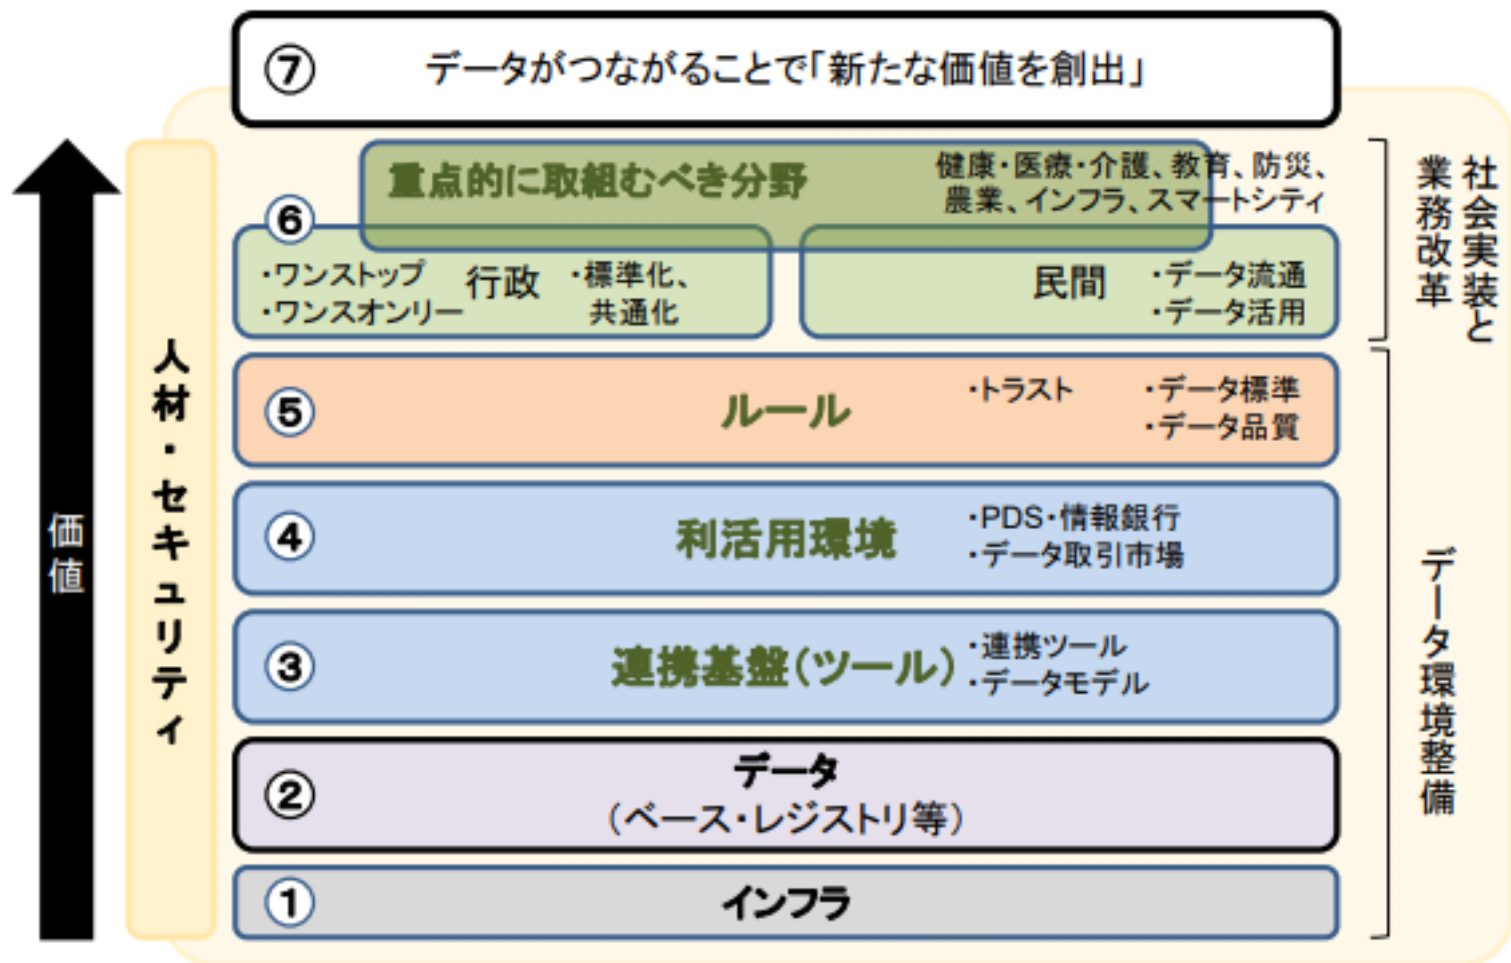 ⑦ データがつながることで「新たな価値を創出」
重点的に取組むべき分野
健康・医療・介護、教育、防災、
農業、インフラ、スマートシティ
⑥
・ワンストップ
・ワンスオンリー
行政
・標準化、
共通化
民間
・データ流通
・データ活用
社会実装と
業務改革
⑤ ルール
・トラスト
・データ標準
・データ品質
④ 利活用環境
・PDS・情報銀行
・データ取引市場
③ 連携基盤(ツール)
・連携ツール
・データモデル
② データ
(ベース・レジストリ等)
① インフラ
データ環境整備
人材・セキュリティ
価値